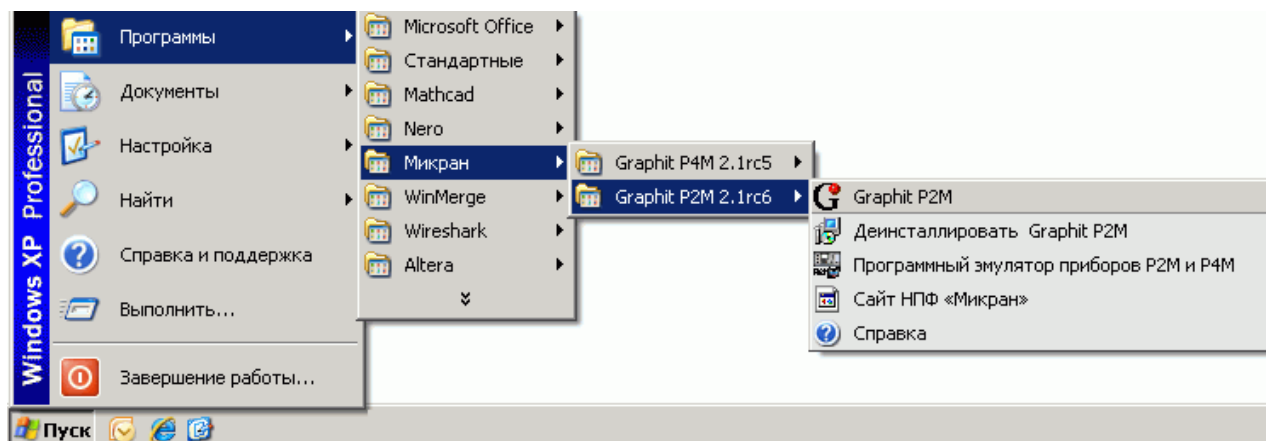 Windows XP Professional
Программы
Документы
Настройка
Найти
Справка и поддержка
Выполнить...
Завершение работы...
Microsoft Office
Стандартные
Mathcad
Nero
Микран
WinMerge
Wireshark
Altera
Graphit P4M 2.1rc5
Graphit P2M 2.1rc6
Graphit P2M
Деинсталлировать Graphit P2M
Программный эмулятор приборов P2M и P4M
Сайт НПФ «Микран»
Справка
Пуск